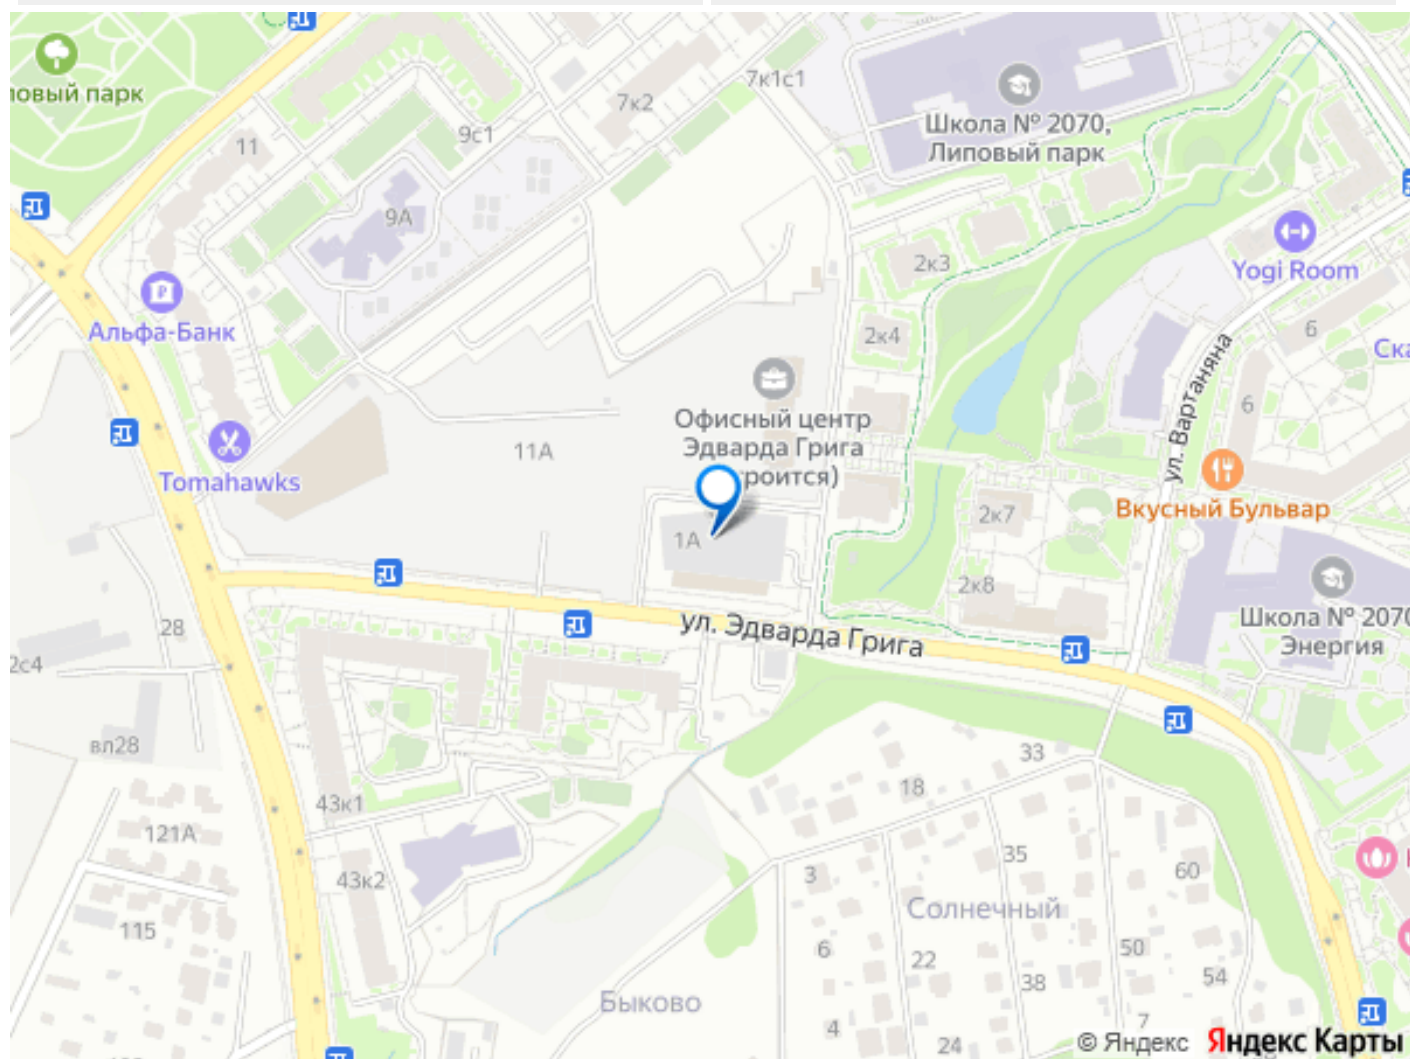 ловый парк
11
9с1
7к2
7к1с1
Школа № 2070,
Липовый парк
9А
2к3
Yogi Room
Альфа-Банк
2к4
6
Ска
ул. Вартаняна
Офисный центр
Эдварда Грига
роится)
6
11А
Tomahawks
Вкусный Бульвар
2к7
1А
2к8
Школа № 2070
Энергия
ул. Эдварда Грига
28
2с4
вл28
33
18
43к1
121А
35
3
60
43к2
Солнечный
115
6
22
50
54
38
Быково
7
4
24
© Яндекс
Яндекс Карты